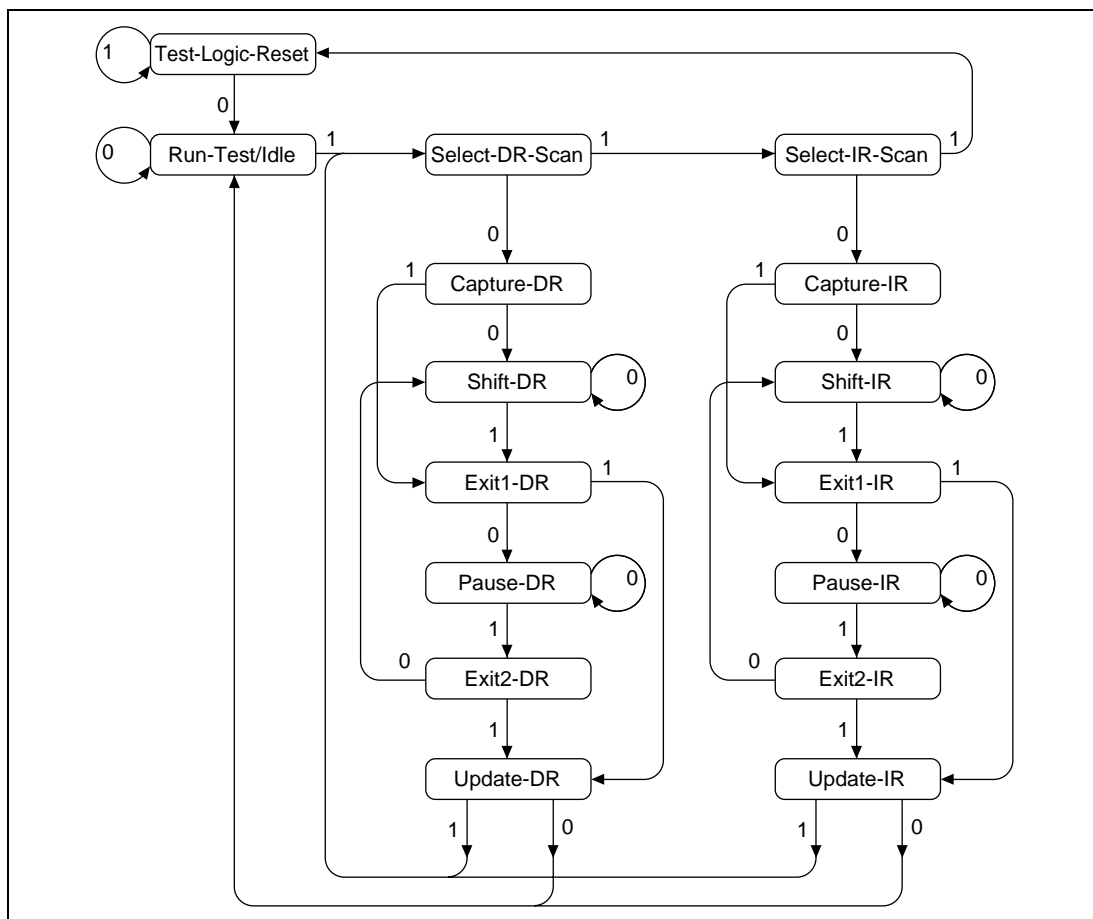 1 Test-Logic-Reset
0
0 Run-Test/Idle 1 Select-DR-Scan 1 Select-IR-Scan 1
0 0
1 Capture-DR 1 Capture-IR
0 0
Shift-DR 0 Shift-IR 0
1 1
Exit1-DR 1 Exit1-IR 1
0 0
Pause-DR 0 Pause-IR 0
1 1
0 Exit2-DR 0 Exit2-IR
1 1
Update-DR Update-IR
1 0 1 0